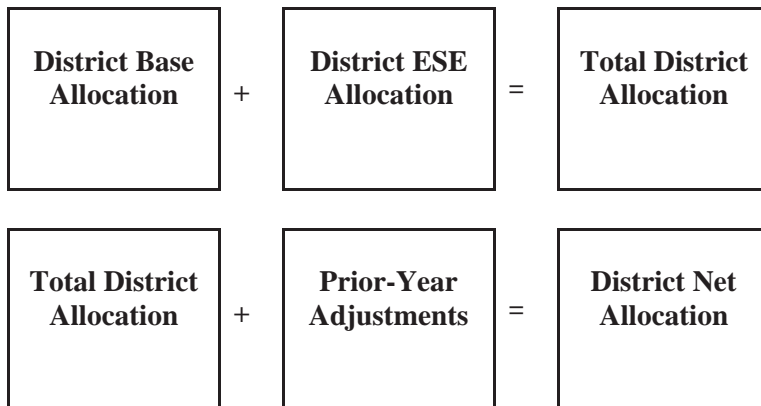 District Base District ESE Total District
Allocation + Allocation = Allocation
Total District Prior-Year District Net
Allocation + Adjustments = Allocation